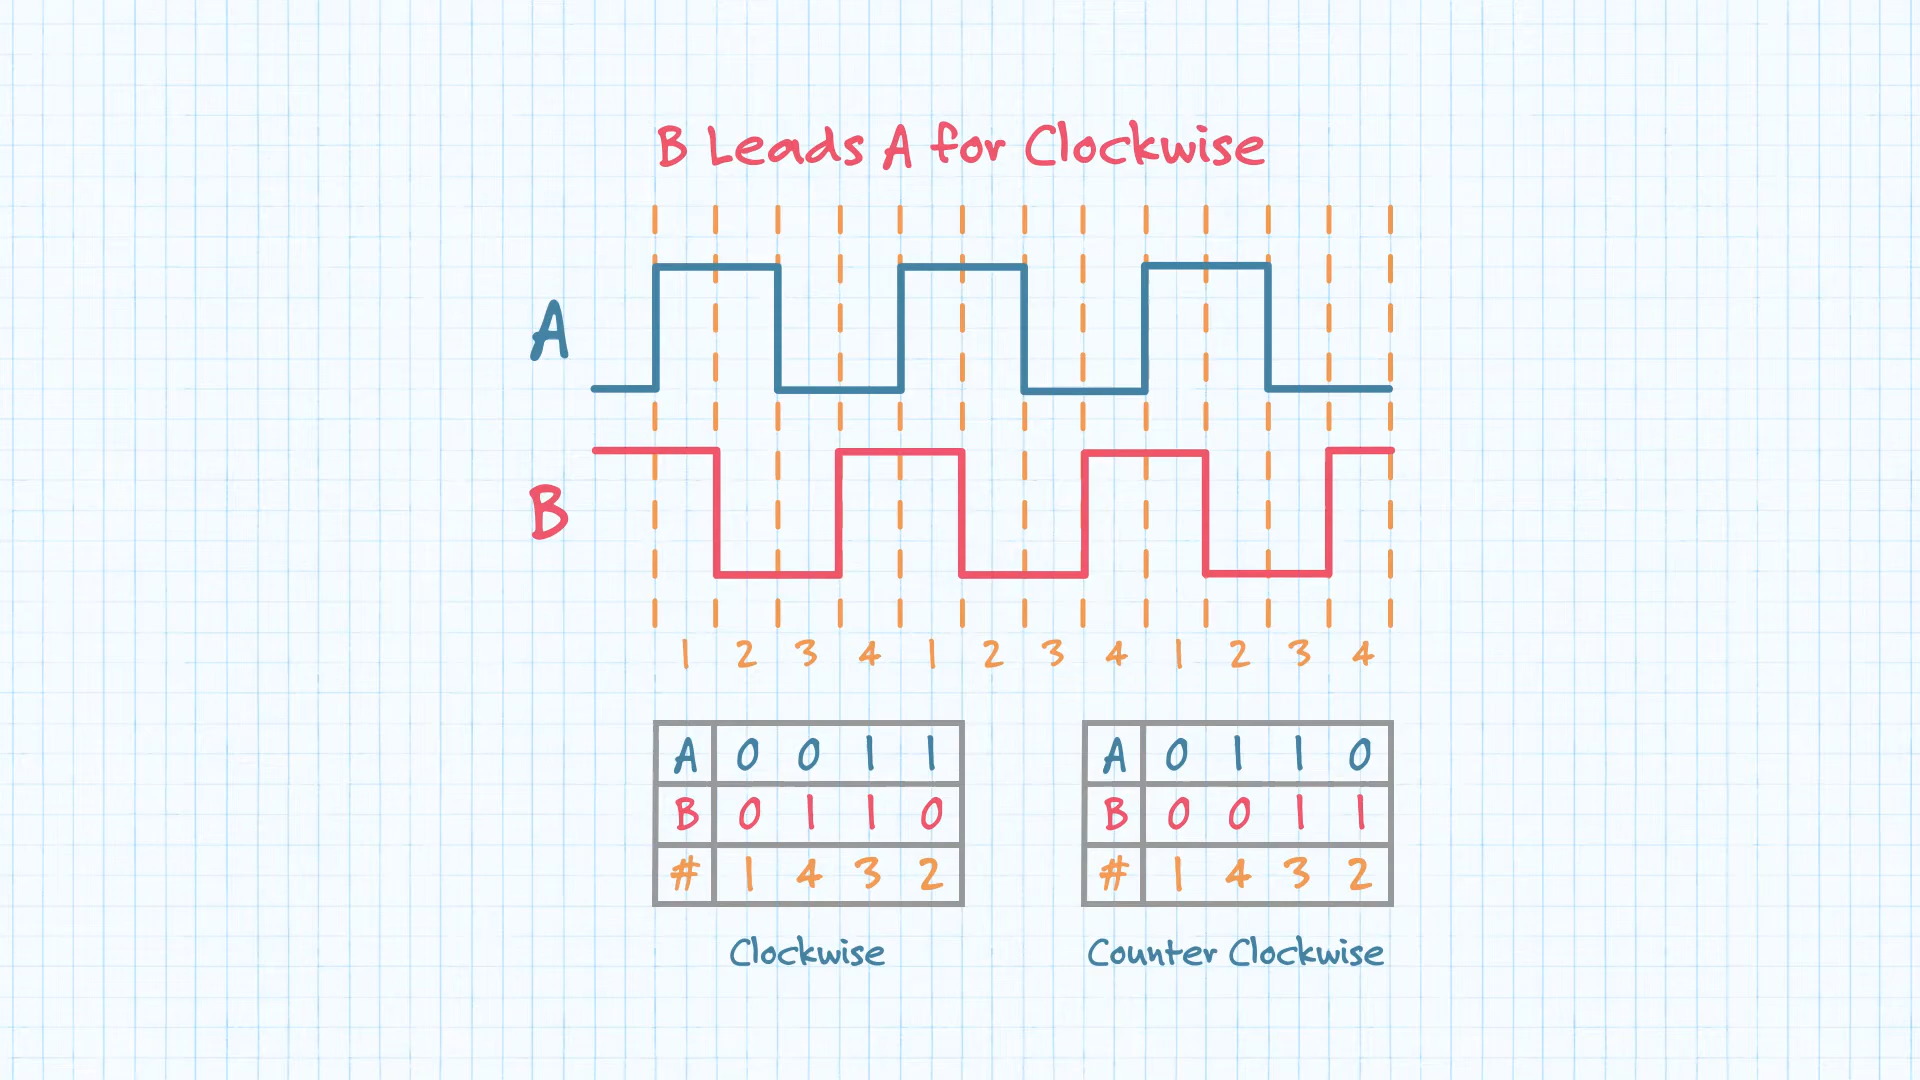 B Leads A for Clockwise
A
B
1 2 3 4 1 2 3 4 1 2 3 4
A 0 0 1 1
B 0 1 1 0
# 1 4 3 2
Clockwise
A 0 1 1 0
B 0 0 1 1
# 1 4 3 2
Counter Clockwise